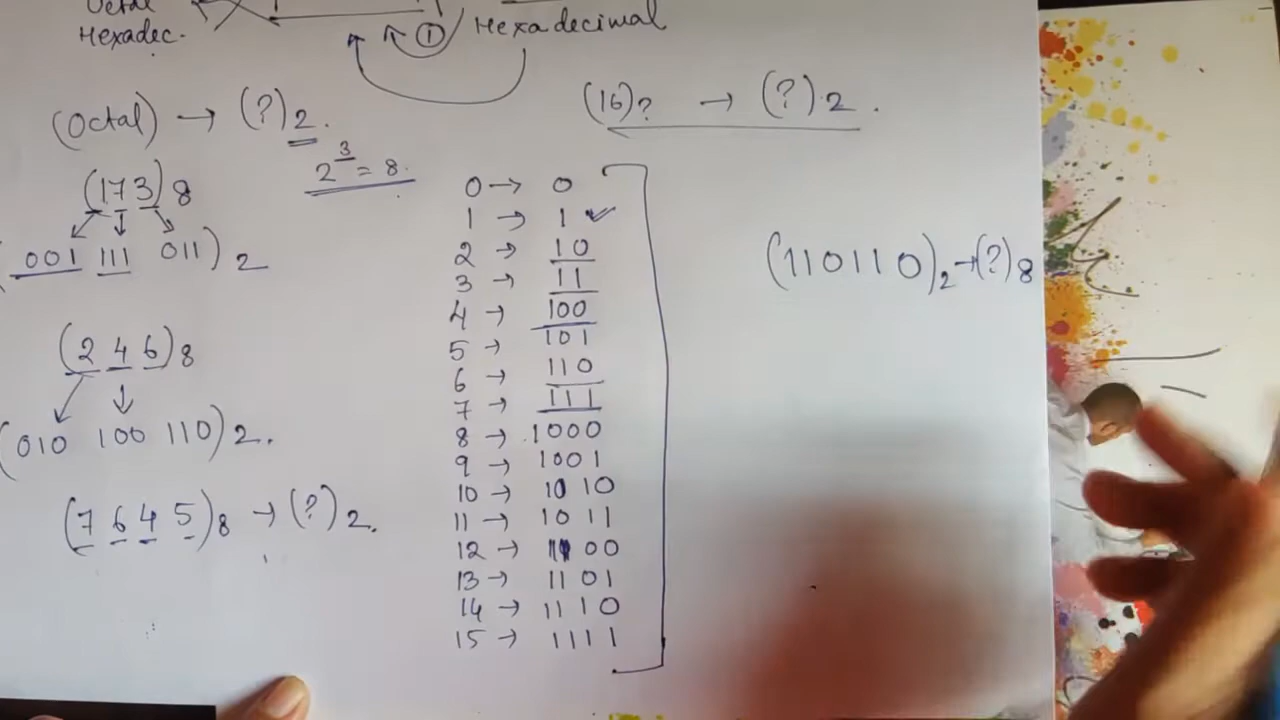 Octal
Hexadec.
① Hexadecimal
(Octal) → (?)2.
2^3 = 8.
(173)8
(001 111 011)2
(246)8
(010 100 110)2.
(7645)8 → (?)2.
0 → 0
1 → 1 ✓
2 → 10
3 → 11
4 → 100
5 → 101
6 → 110
7 → 111
8 → 1000
9 → 1001
10 → 1010
11 → 1011
12 → 1100
13 → 1101
14 → 1110
15 → 1111
(16)? → (?)2.
(110110)2 → (?)8